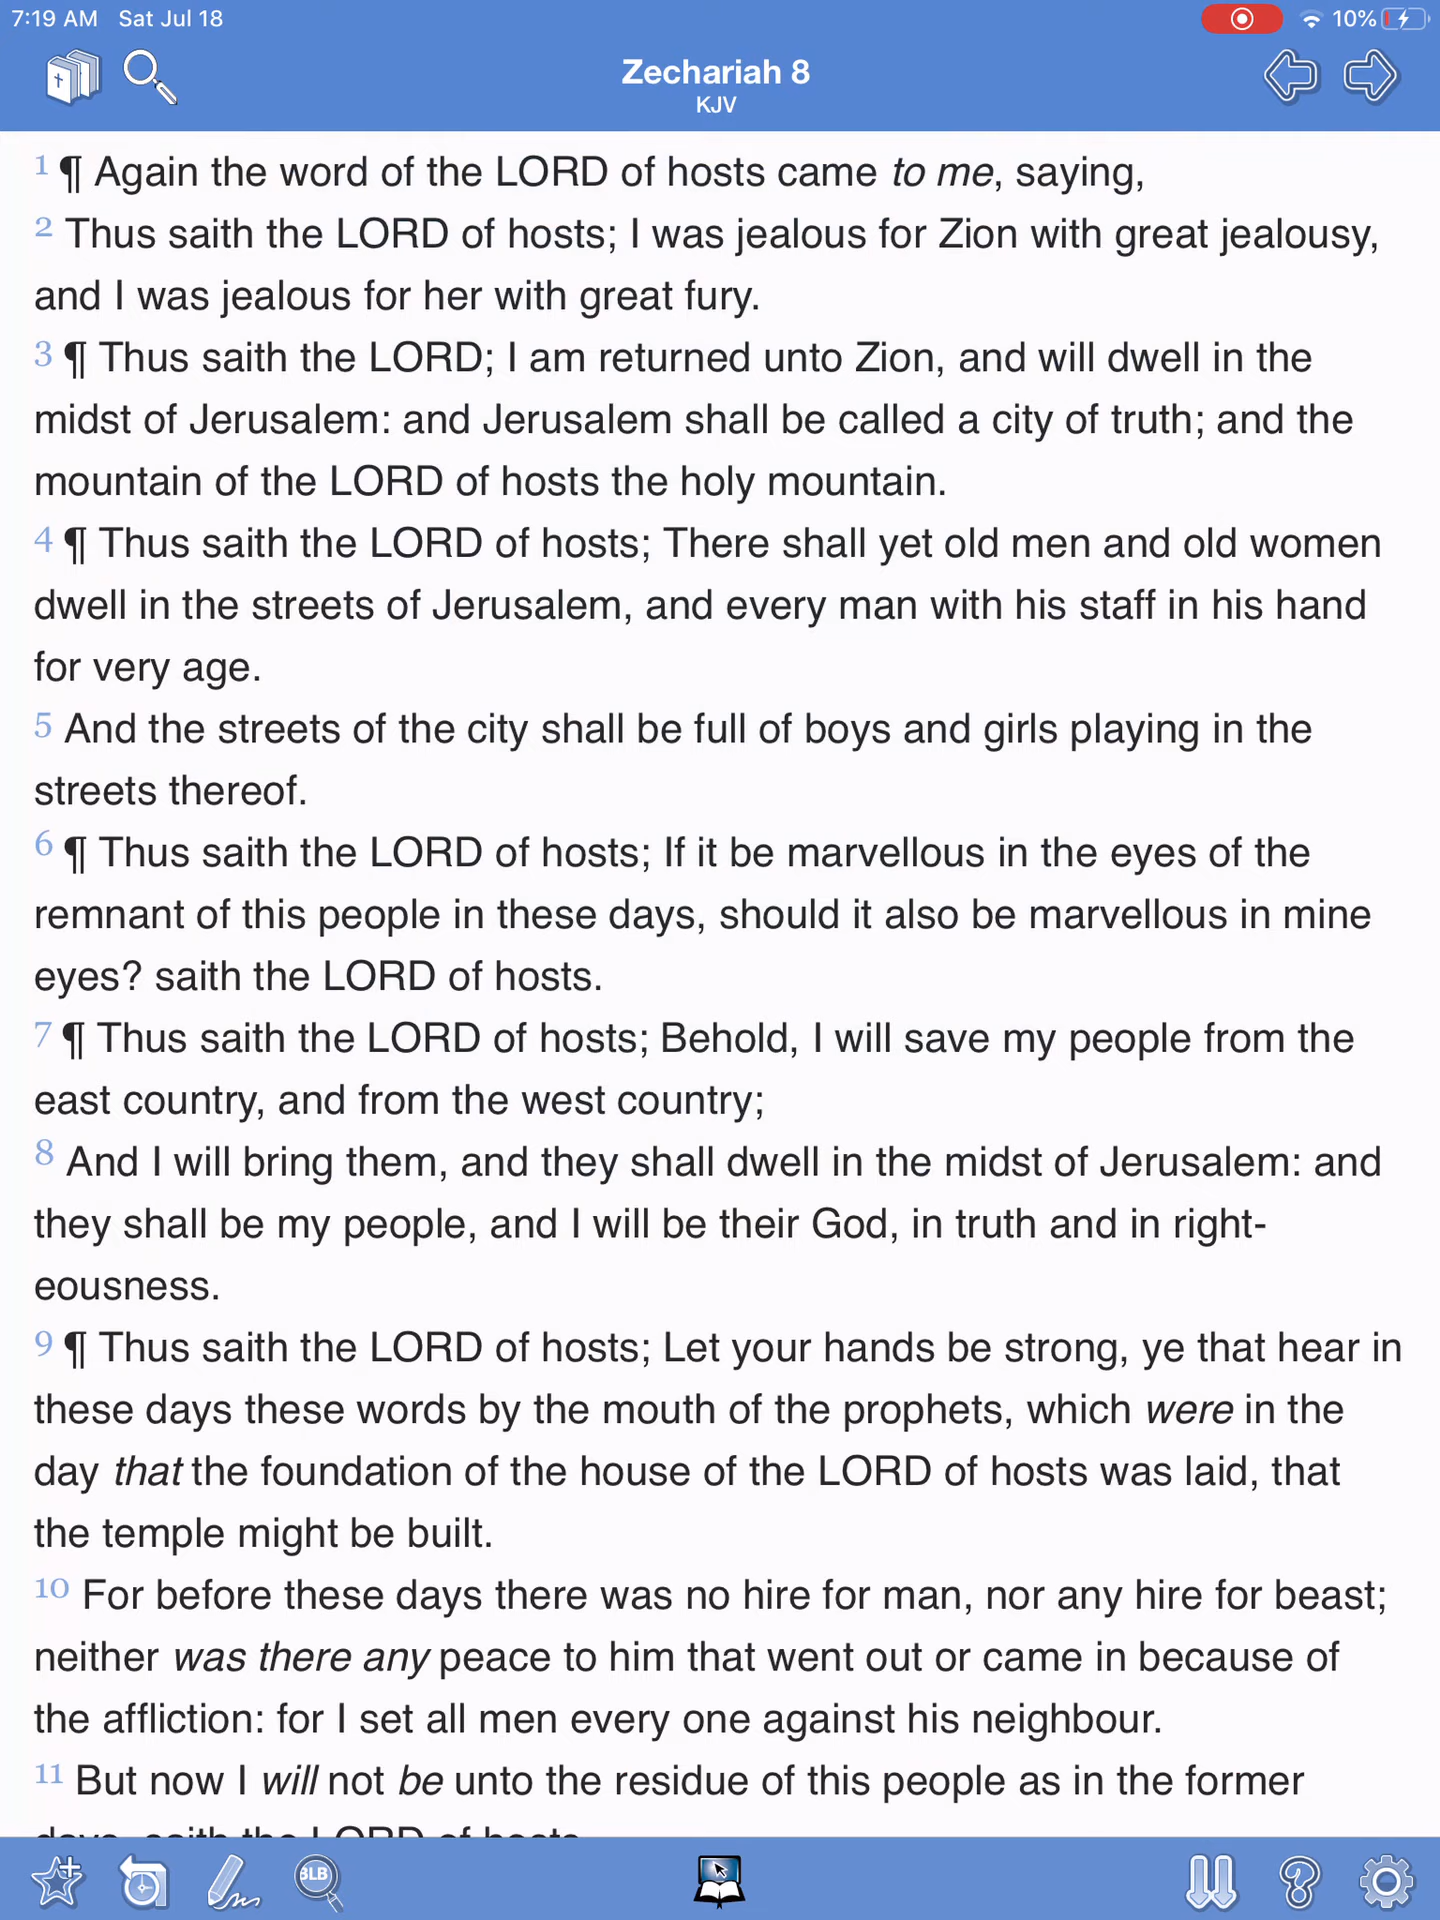 7:19 AM Sat Jul 18
10%
Zechariah 8
KJV
1 ¶ Again the word of the LORD of hosts came to me, saying,
2 Thus saith the LORD of hosts; I was jealous for Zion with great jealousy,
and I was jealous for her with great fury.
3 ¶ Thus saith the LORD; I am returned unto Zion, and will dwell in the
midst of Jerusalem: and Jerusalem shall be called a city of truth; and the
mountain of the LORD of hosts the holy mountain.
4 ¶ Thus saith the LORD of hosts; There shall yet old men and old women
dwell in the streets of Jerusalem, and every man with his staff in his hand
for very age.
5 And the streets of the city shall be full of boys and girls playing in the
streets thereof.
6 ¶ Thus saith the LORD of hosts; If it be marvellous in the eyes of the
remnant of this people in these days, should it also be marvellous in mine
eyes? saith the LORD of hosts.
7 ¶ Thus saith the LORD of hosts; Behold, I will save my people from the
east country, and from the west country;
8 And I will bring them, and they shall dwell in the midst of Jerusalem: and
they shall be my people, and I will be their God, in truth and in right-
eousness.
9 ¶ Thus saith the LORD of hosts; Let your hands be strong, ye that hear in
these days these words by the mouth of the prophets, which were in the
day that the foundation of the house of the LORD of hosts was laid, that
the temple might be built.
10 For before these days there was no hire for man, nor any hire for beast;
neither was there any peace to him that went out or came in because of
the affliction: for I set all men every one against his neighbour.
11 But now I will not be unto the residue of this people as in the former
days, saith the LORD of hosts.
BLB